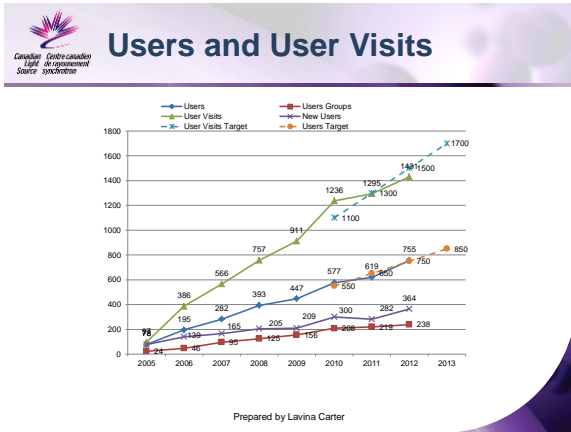 Users and User Visits
Canadian Centre canadien
Light de rayonnement
Source synchrotron
Users Users Groups
User Visits New Users
User Visits Target Users Target
1800
1600
1400
1200
1000
800
600
400
200
0
2005 2006 2007 2008 2009 2010 2011 2012 2013
386 566 757 911 1236 1295 1431
1100 1300 1500 1700
195 282 393 447 577 619 755
550 650 750 850
78
139 165 205 209 300 282 364
24 46 95 125 156 208 219 238
Prepared by Lavina Carter